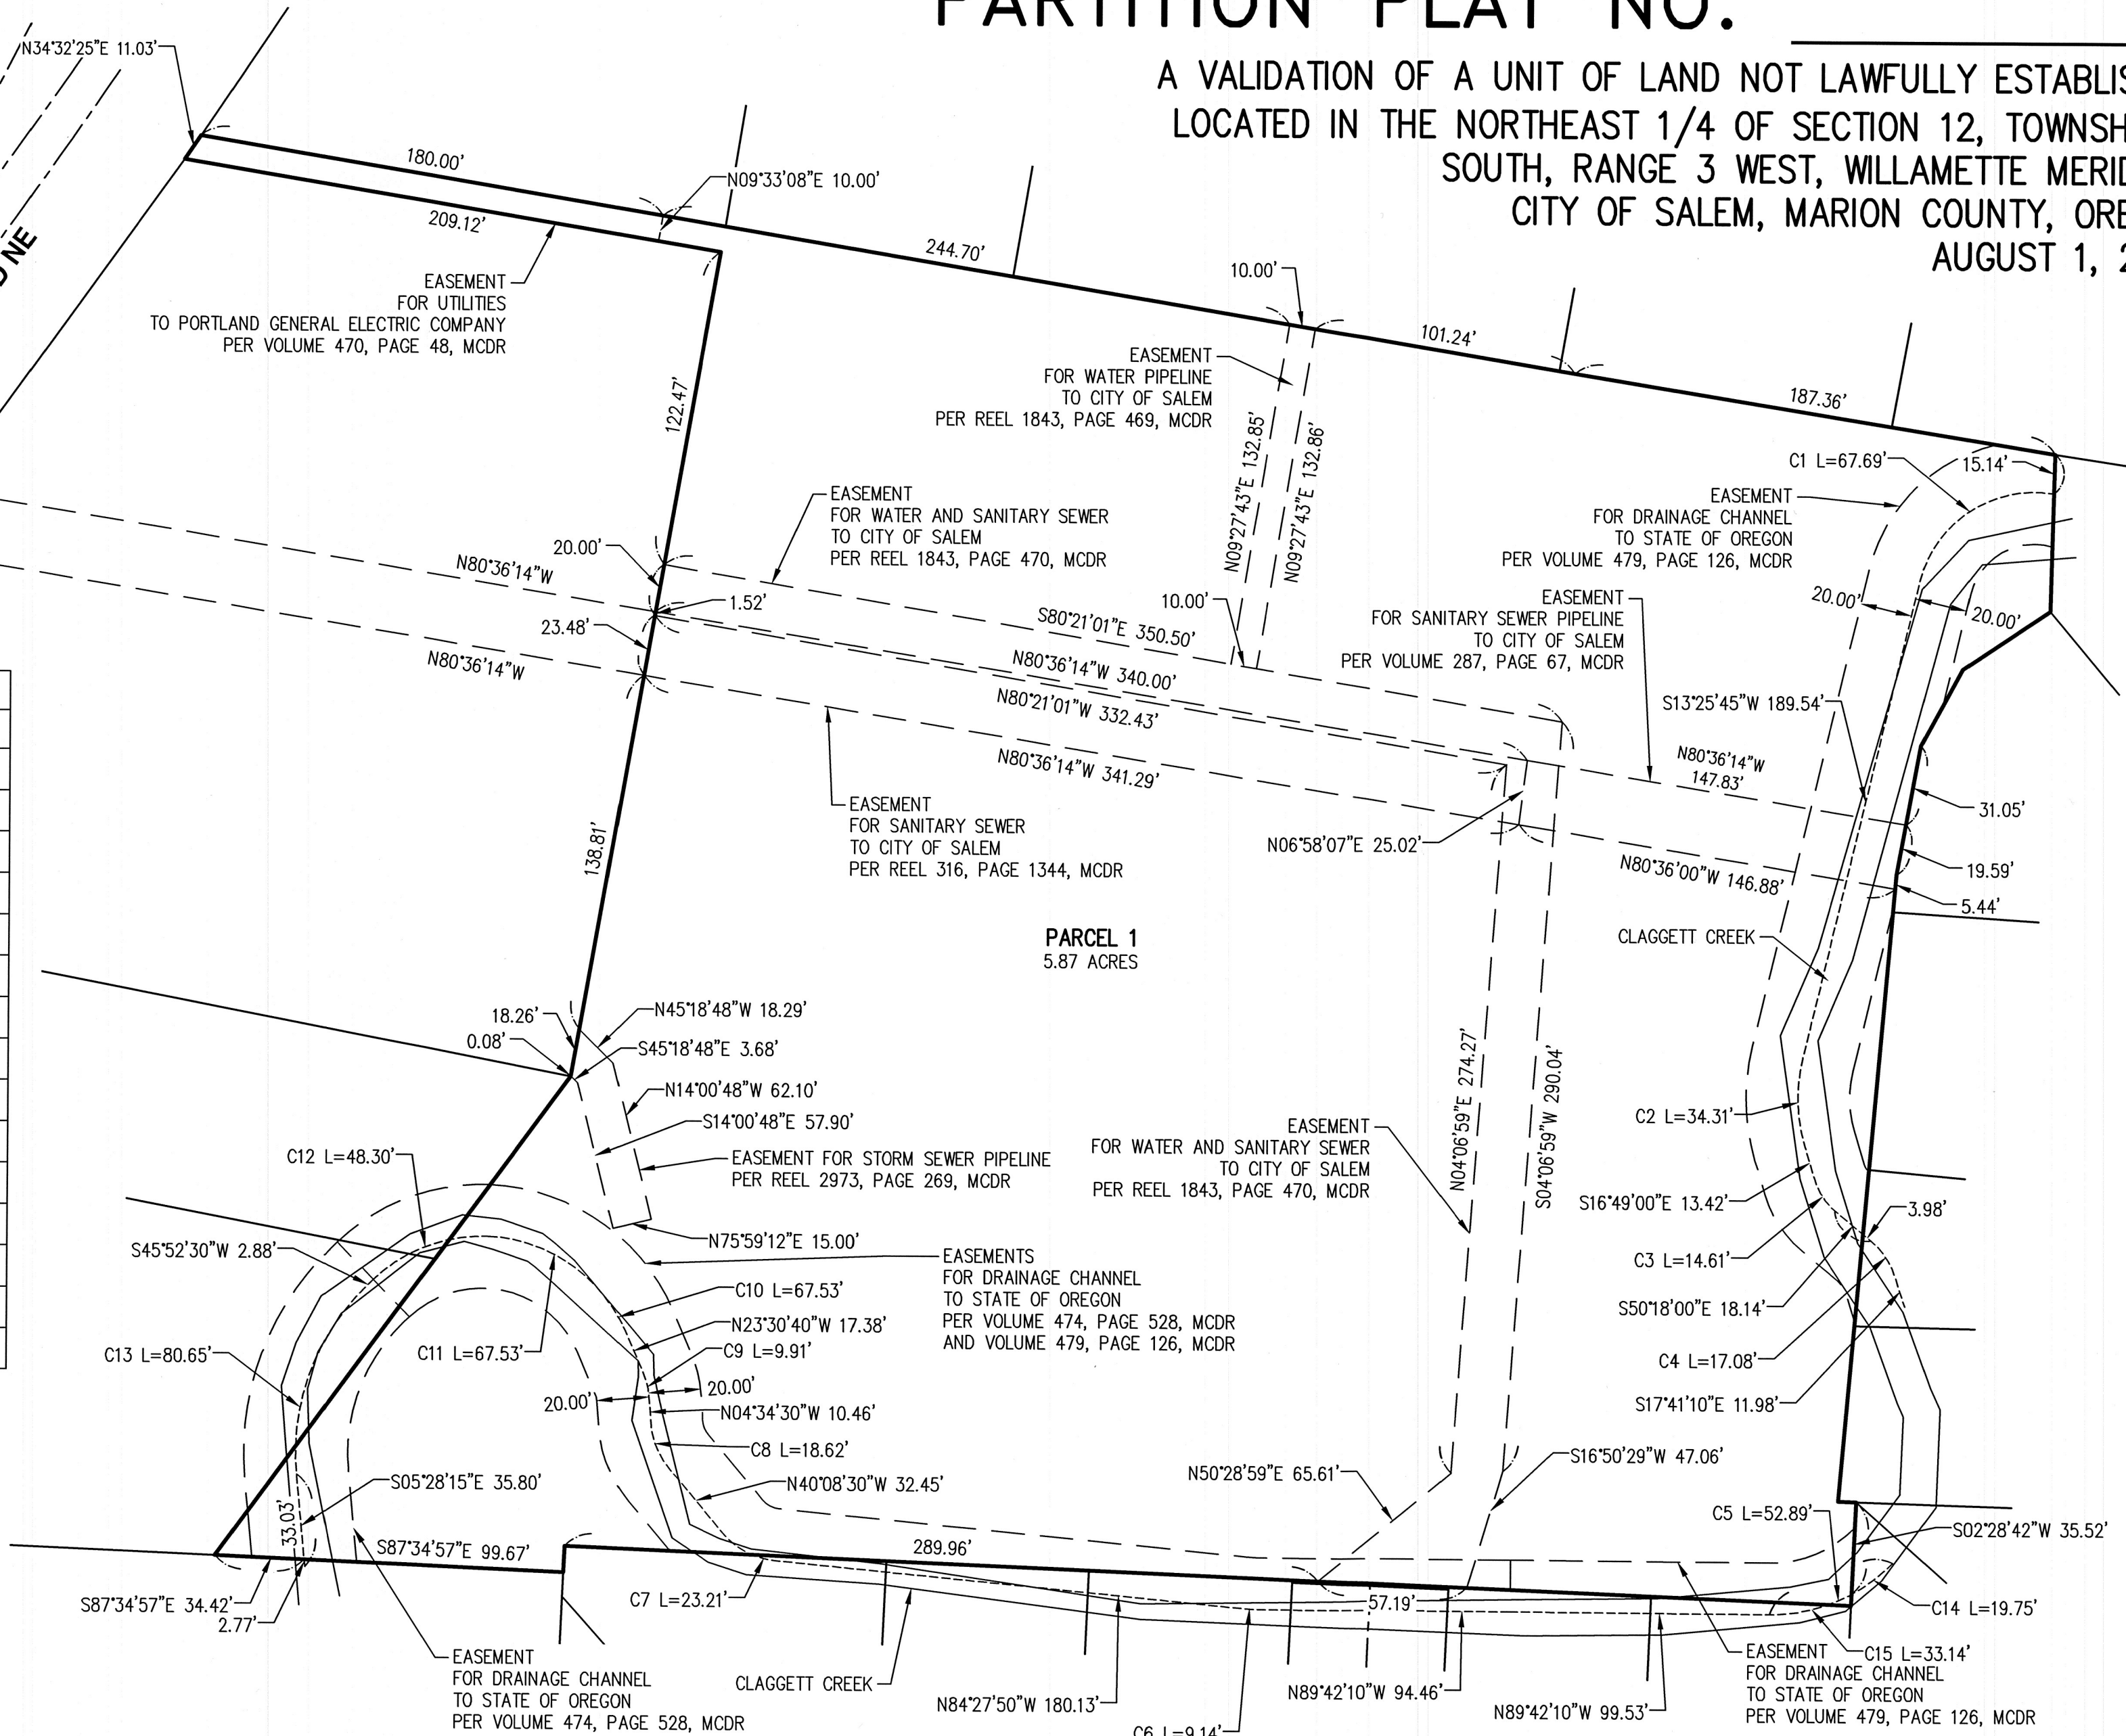 PARTITION PLAT NO.
A VALIDATION OF A UNIT OF LAND NOT LAWFULLY ESTABLIS
LOCATED IN THE NORTHEAST 1/4 OF SECTION 12, TOWNSH
SOUTH, RANGE 3 WEST, WILLAMETTE MERID
CITY OF SALEM, MARION COUNTY, ORE
AUGUST 1, 2
N34°32'25"E 11.03'
180.00'
N09°33'08"E 10.00'
209.12'
244.70'
10.00'
101.24'
187.36'
NE
EASEMENT
FOR UTILITIES
TO PORTLAND GENERAL ELECTRIC COMPANY
PER VOLUME 470, PAGE 48, MCDR
122.47'
EASEMENT
FOR WATER PIPELINE
TO CITY OF SALEM
PER REEL 1843, PAGE 469, MCDR
N09°27'43"E 132.85'
N09°27'43"E 132.86'
C1 L=67.69'
15.14'
EASEMENT
FOR DRAINAGE CHANNEL
TO STATE OF OREGON
PER VOLUME 479, PAGE 126, MCDR
EASEMENT
FOR WATER AND SANITARY SEWER
TO CITY OF SALEM
PER REEL 1843, PAGE 470, MCDR
20.00'
N80°36'14"W
1.52'
23.48'
N80°36'14"W
10.00'
S80°21'01"E 350.50'
N80°36'14"W 340.00'
N80°21'01"W 332.43'
N80°36'14"W 341.29'
EASEMENT
FOR SANITARY SEWER PIPELINE
TO CITY OF SALEM
PER VOLUME 287, PAGE 67, MCDR
20.00'
20.00'
S13°25'45"W 189.54'
N80°36'14"W
147.83'
31.05'
EASEMENT
FOR SANITARY SEWER
TO CITY OF SALEM
PER REEL 316, PAGE 1344, MCDR
138.81'
N06°58'07"E 25.02'
N80°36'00"W 146.88'
19.59'
5.44'
PARCEL 1
5.87 ACRES
CLAGGETT CREEK
18.26'
N45°18'48"W 18.29'
0.08'
S45°18'48"E 3.68'
N14°00'48"W 62.10'
S14°00'48"E 57.90'
EASEMENT FOR STORM SEWER PIPELINE
PER REEL 2973, PAGE 269, MCDR
N75°59'12"E 15.00'
N04°06'59"E 274.27'
S04°06'59"W 290.04'
EASEMENT
FOR WATER AND SANITARY SEWER
TO CITY OF SALEM
PER REEL 1843, PAGE 470, MCDR
C2 L=34.31'
S16°49'00"E 13.42'
3.98'
C3 L=14.61'
S50°18'00"E 18.14'
C4 L=17.08'
S17°41'10"E 11.98'
C12 L=48.30'
S45°52'30"W 2.88'
EASEMENTS
FOR DRAINAGE CHANNEL
TO STATE OF OREGON
PER VOLUME 474, PAGE 528, MCDR
AND VOLUME 479, PAGE 126, MCDR
C10 L=67.53'
N23°30'40"W 17.38'
C9 L=9.91'
C13 L=80.65'
C11 L=67.53'
20.00'
20.00'
N04°34'30"W 10.46'
C8 L=18.62'
N40°08'30"W 32.45'
S05°28'15"E 35.80'
33.03'
N50°28'59"E 65.61'
S16°50'29"W 47.06'
C5 L=52.89'
S02°28'42"W 35.52'
S87°34'57"E 99.67'
289.96'
S87°34'57"E 34.42'
2.77'
C7 L=23.21'
57.19'
C14 L=19.75'
C15 L=33.14'
EASEMENT
FOR DRAINAGE CHANNEL
TO STATE OF OREGON
PER VOLUME 474, PAGE 528, MCDR
CLAGGETT CREEK
N84°27'50"W 180.13'
C6 L=9.14'
N89°42'10"W 94.46'
N89°42'10"W 99.53'
EASEMENT
FOR DRAINAGE CHANNEL
TO STATE OF OREGON
PER VOLUME 479, PAGE 126, MCDR